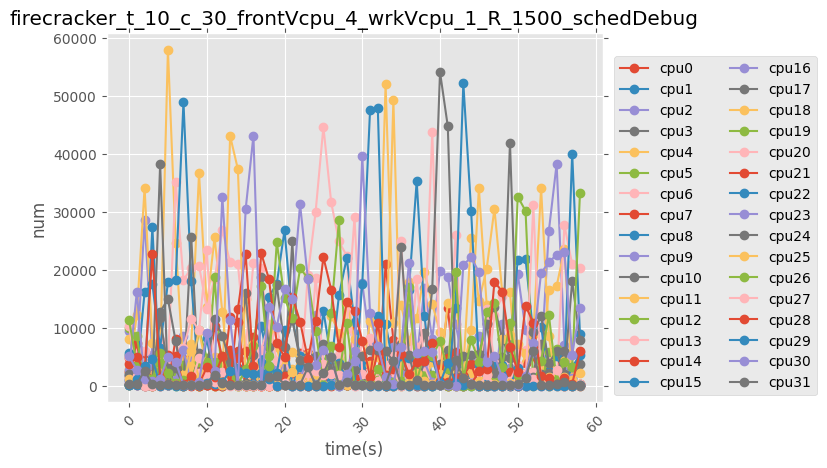 firecracker_t_10_c_30_frontVcpu_4_wrkVcpu_1_R_1500_schedDebug
60000
50000
40000
30000
20000
10000
0
num
0
10
20
30
40
50
60
time(s)
cpu0
cpu1
cpu2
cpu3
cpu4
cpu5
cpu6
cpu7
cpu8
cpu9
cpu10
cpu11
cpu12
cpu13
cpu14
cpu15
cpu16
cpu17
cpu18
cpu19
cpu20
cpu21
cpu22
cpu23
cpu24
cpu25
cpu26
cpu27
cpu28
cpu29
cpu30
cpu31